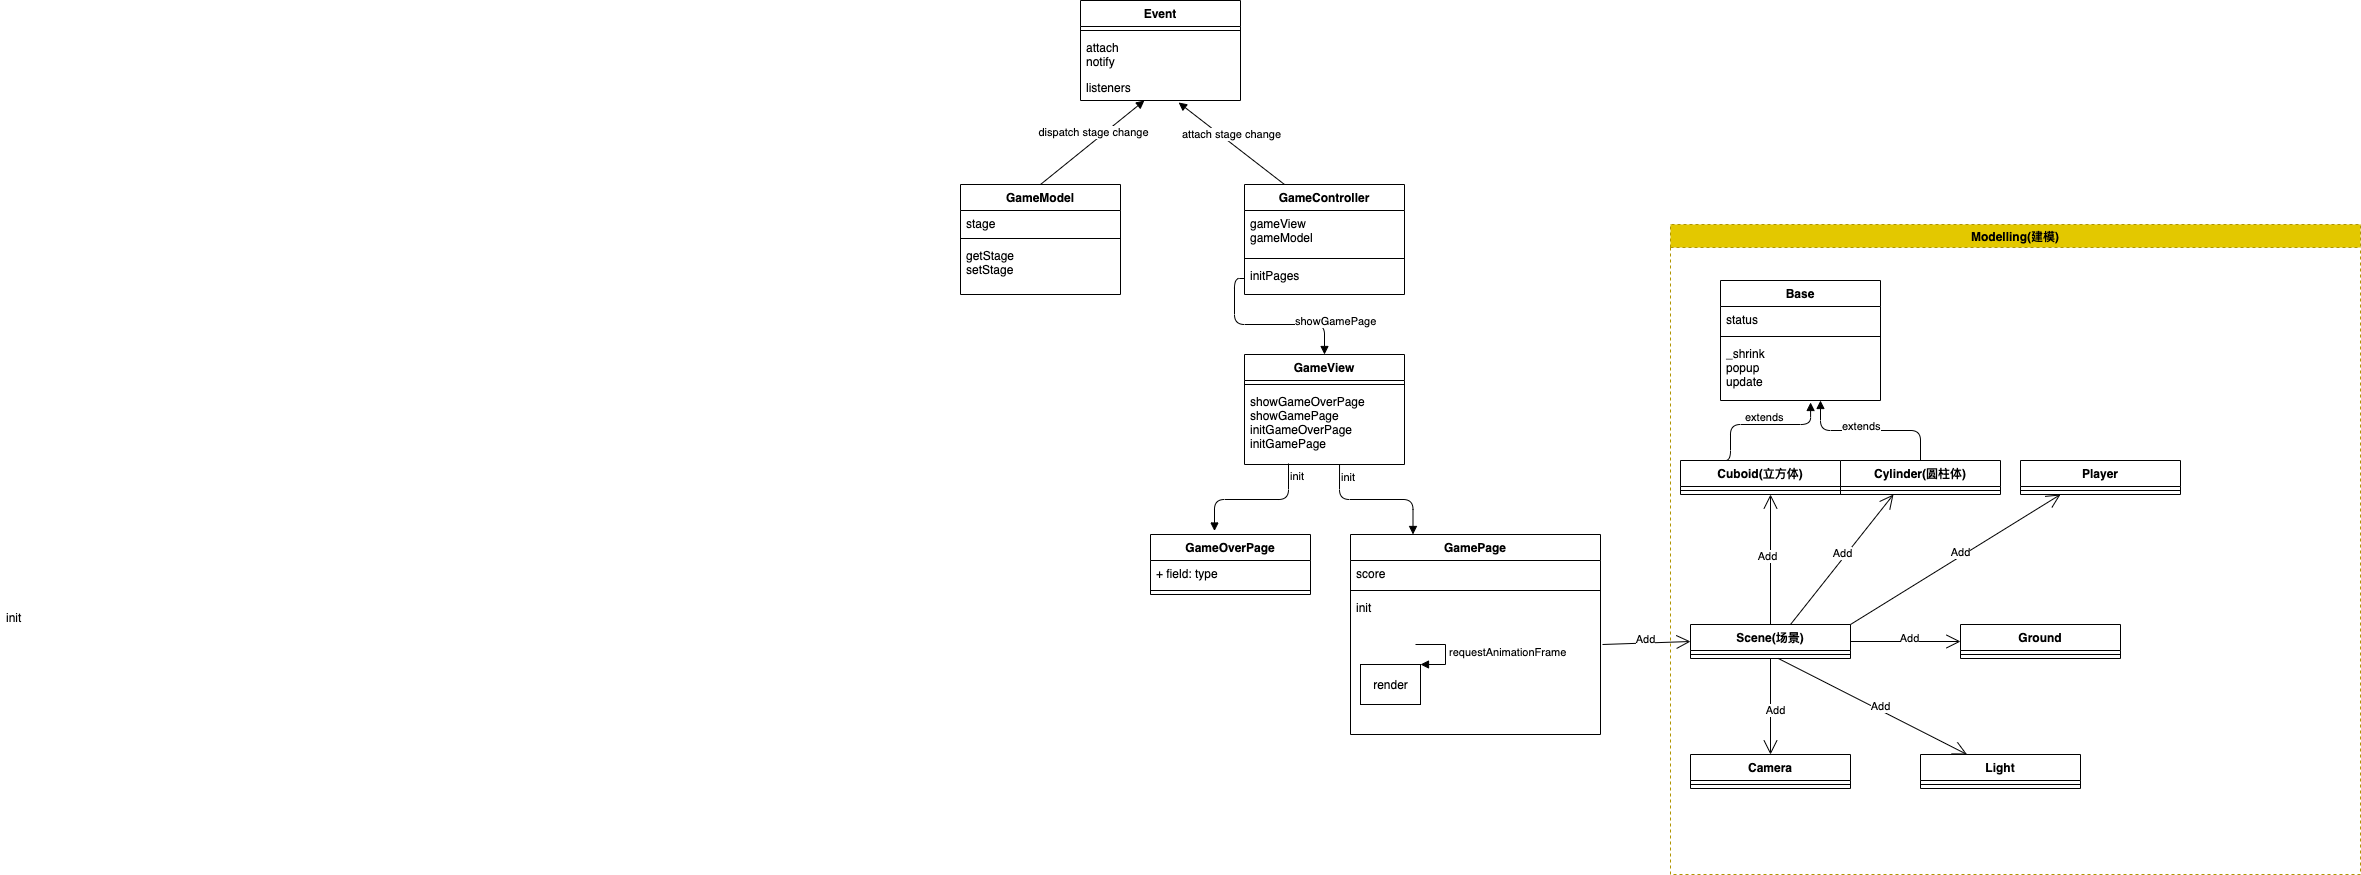 Event
attach
notify
listeners
dispatch stage change
attach stage change
GameModel
stage
getStage
setStage
GameController
gameView
gameModel
initPages
showGamePage
GameView
showGameOverPage
showGamePage
initGameOverPage
initGamePage
init
init
GameOverPage
+ field: type
GamePage
score
init
requestAnimationFrame
render
init
Add
Modelling(建模)
Base
status
_shrink
popup
update
extends
extends
Cuboid(立方体)
Cylinder(圆柱体)
Player
Add
Add
Add
Scene(场景)
Add
Ground
Add
Add
Camera
Light